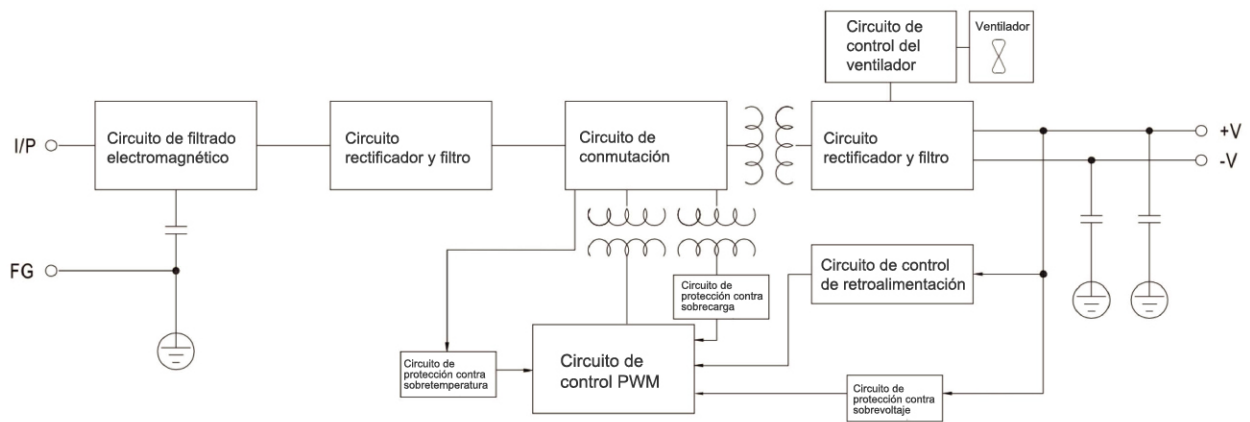 Circuito de
control del
ventilador
Ventilador
I/P
Circuito de filtrado
electromagnético
Circuito
rectificador y filtro
Circuito de
conmutación
Circuito
rectificador y filtro
+V
-V
FG
Circuito de
protección contra
sobrecarga
Circuito de control
de retroalimentación
Circuito de
protección contra
sobretemperatura
Circuito de
control PWM
Circuito de
protección contra
sobrevoltaje